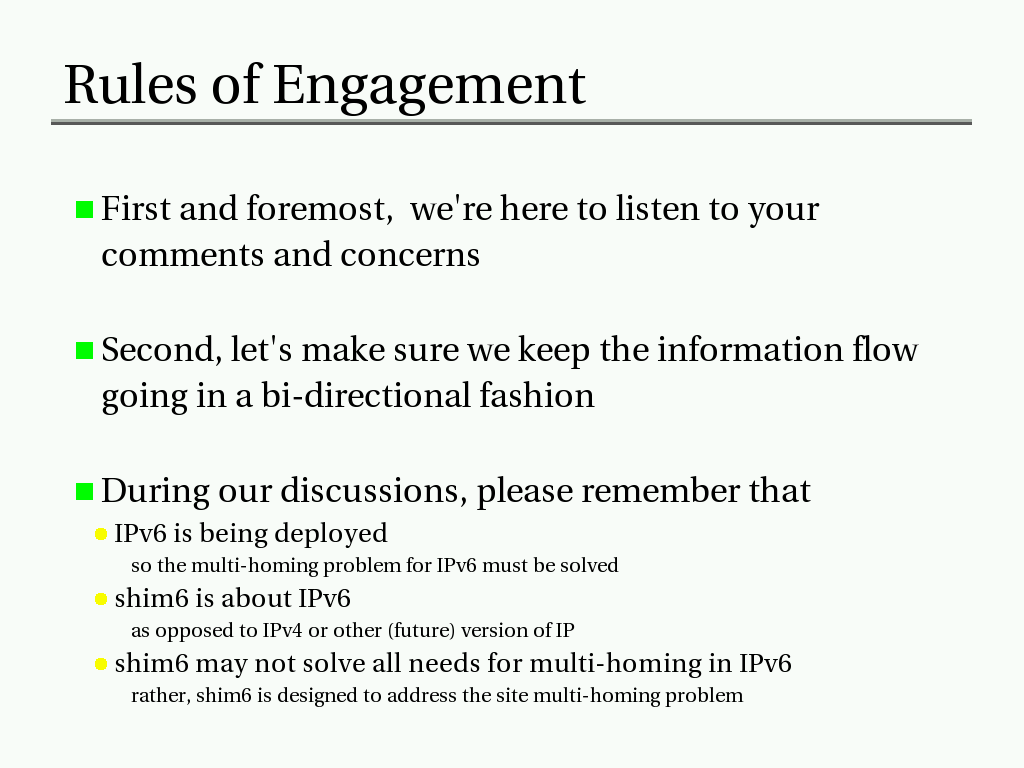 Rules of Engagement
First and foremost,  we're here to listen to your
comments and concerns
Second, let's make sure we keep the information flow
going in a bi-directional fashion
During our discussions, please remember that
IPv6 is being deployed
so the multi-homing problem for IPv6 must be solved
shim6 is about IPv6
as opposed to IPv4 or other (future) version of IP
shim6 may not solve all needs for multi-homing in IPv6
rather, shim6 is designed to address the site multi-homing problem